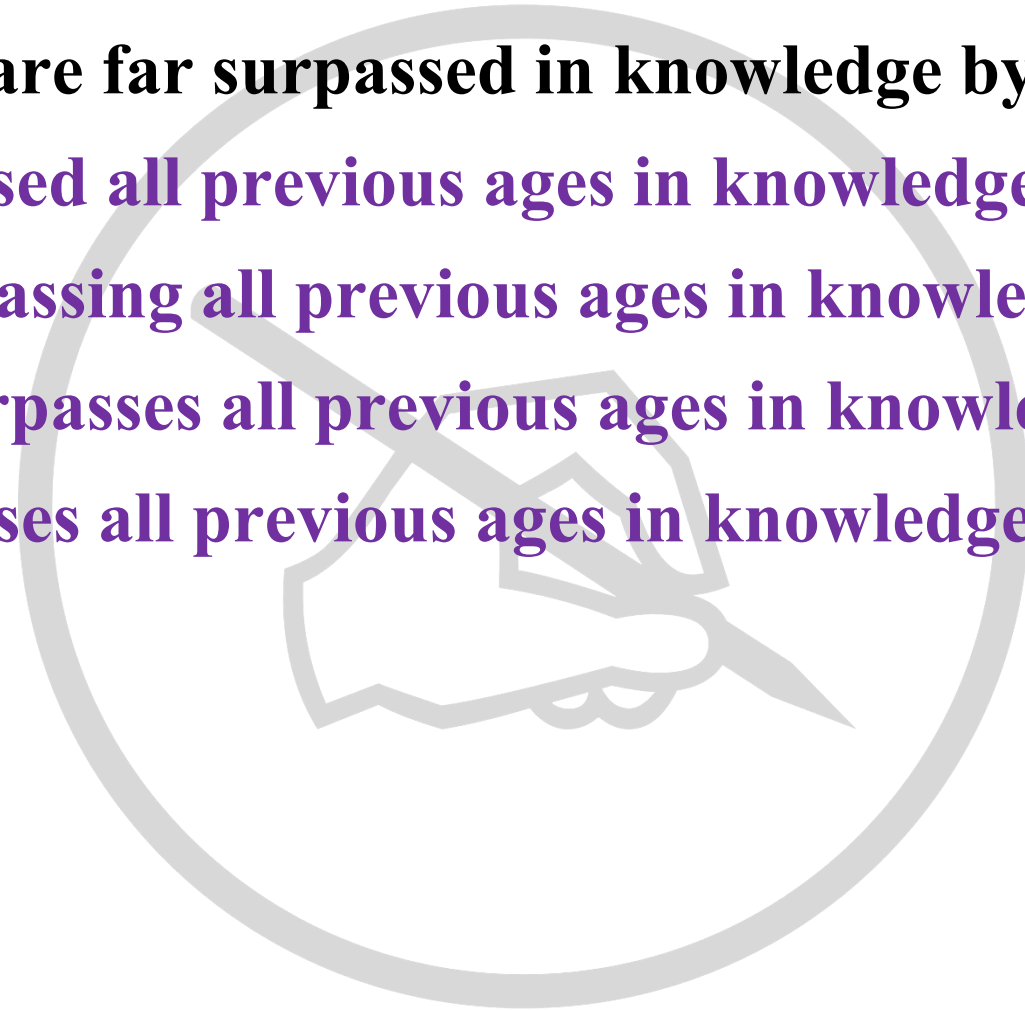 are far surpassed in knowledge by
sed all previous ages in knowledge
assing all previous ages in knowle
rpasses all previous ages in knowle
ses all previous ages in knowledge